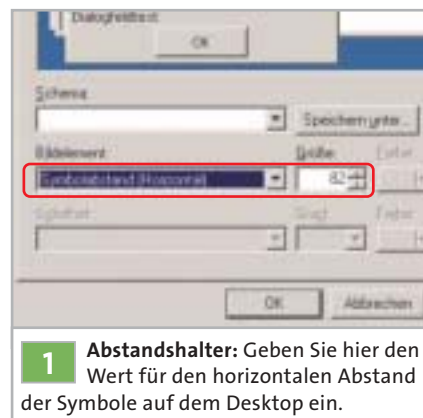 Dialogfeldtext
OK
Schema
Speichern unter...
Bildelement
Größe
Farbe
Symbolabstand (Horizontal)
82
Schriftart
Grad
Farbe
OK
Abbrechen
1
Abstandshalter: Geben Sie hier den
Wert für den horizontalen Abstand
der Symbole auf dem Desktop ein.